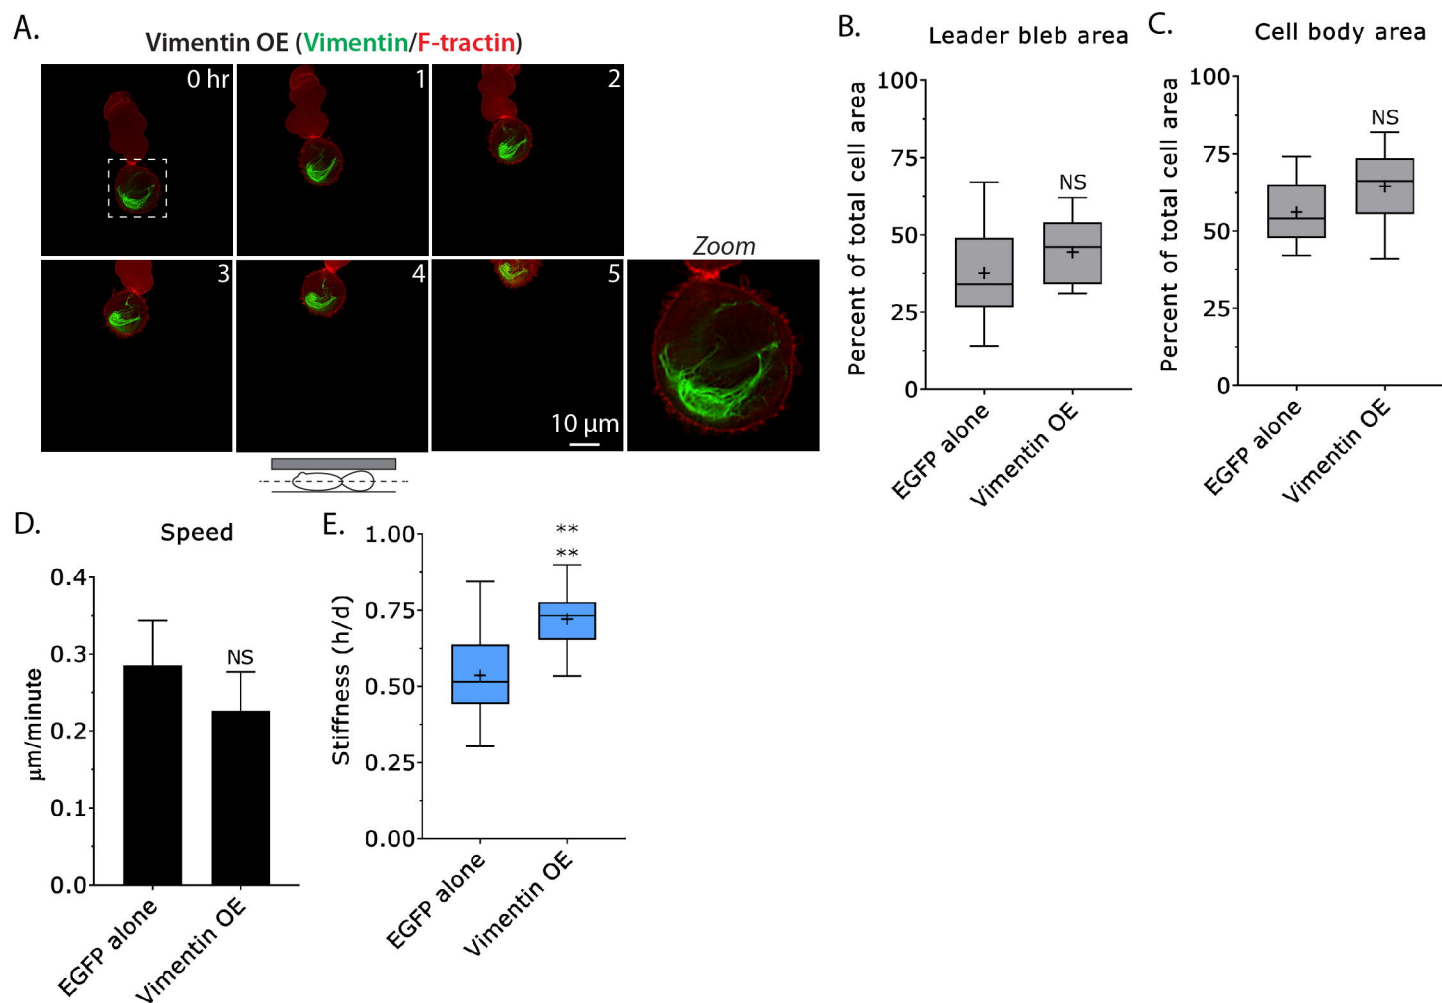 A.
Vimentin OE (Vimentin/F-tractin)
0 hr
1
2
3
4
5
Zoom
10 µm
B.
Leader bleb area
Percent of total cell area
100
75
50
25
0
NS
EGFP alone
Vimentin OE
C.
Cell body area
Percent of total cell area
100
75
50
25
0
NS
EGFP alone
Vimentin OE
D.
Speed
µm/minute
0.4
0.3
0.2
0.1
0.0
NS
EGFP alone
Vimentin OE
E.
Stiffness (h/d)
1.00
0.75
0.50
0.25
0.00
**
**
EGFP alone
Vimentin OE